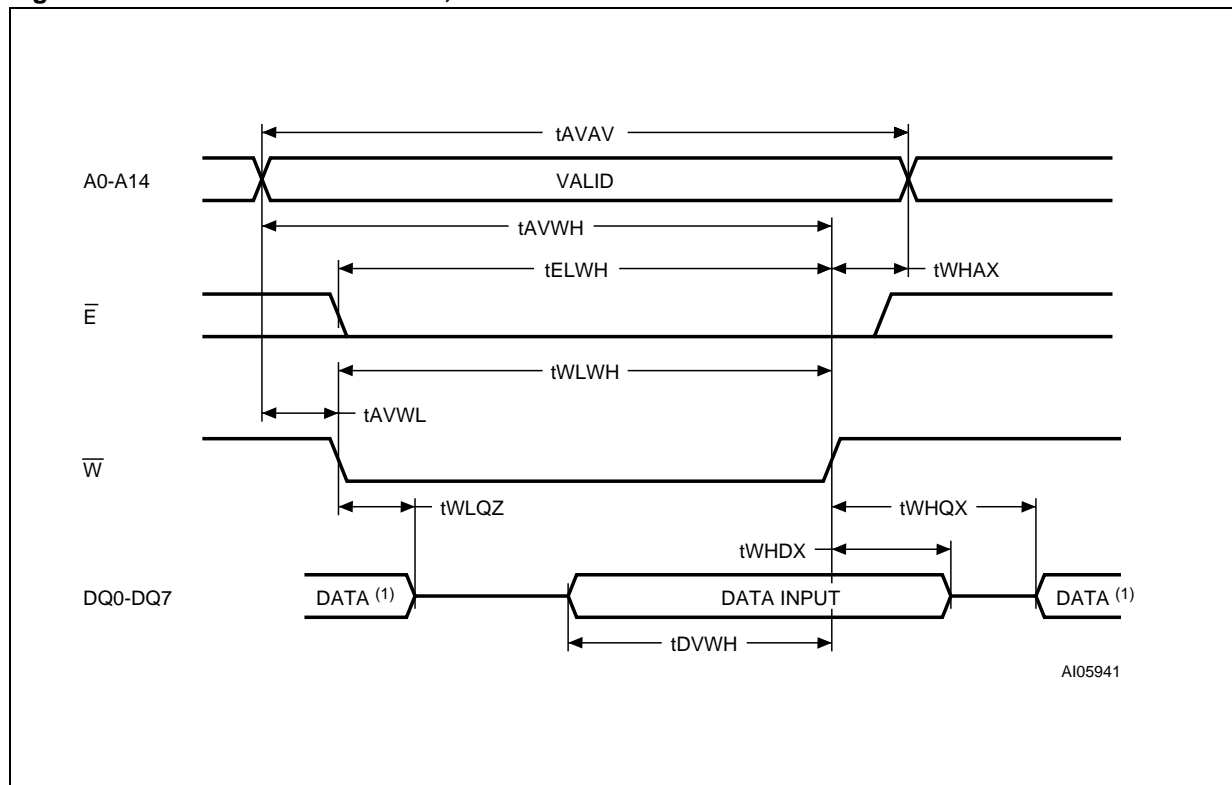 tAVAV
A0-A14 VALID
tAVWH
tELWH tWHAX
E̅
tWLWH
tAVWL
W̅
tWLQZ tWHQX
tWHDX
DQ0-DQ7 DATA (1) DATA INPUT DATA (1)
tDVWH
AI05941